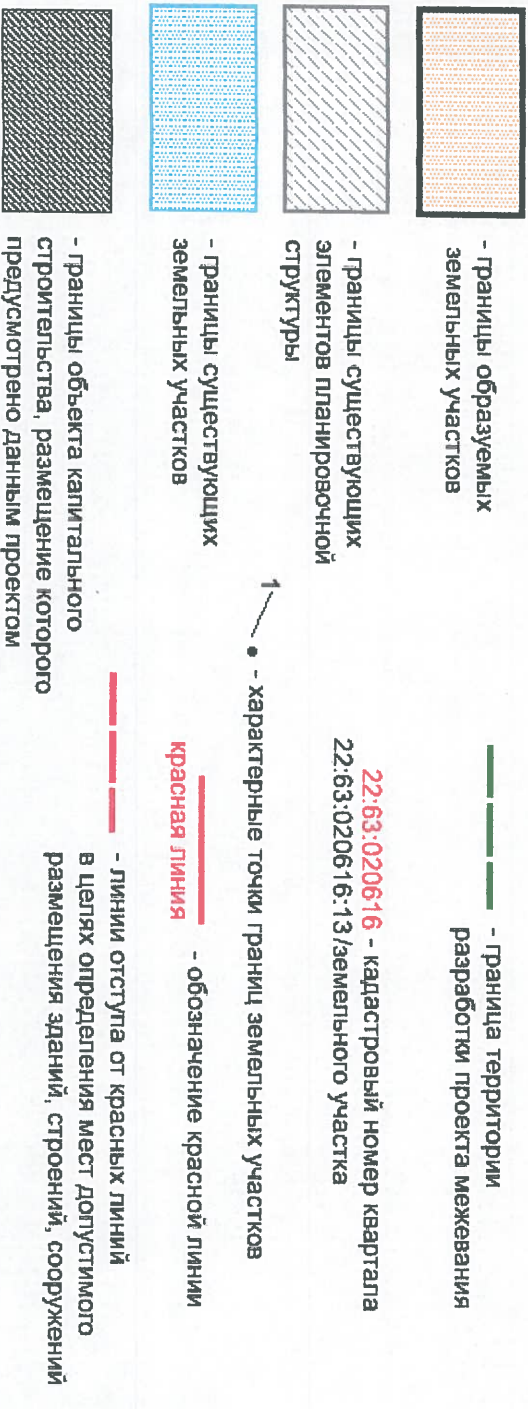 - границы образуемых
земельных участков
- границы существующих
элементов планировочной
структуры
- границы существующих
земельных участков
- границы объекта капитального
строительства, размещение которого
предусмотрено данным проектом
- граница территории
разработки проекта межевания
22:63:020616 - кадастровый номер квартала
22:63:020616:13 /земельного участка
1 - характерные точки границ земельных участков
- обозначение красной линии
красная линия
- линии отступа от красных линий
в целях определения мест допустимого
размещения зданий, строений, сооружений